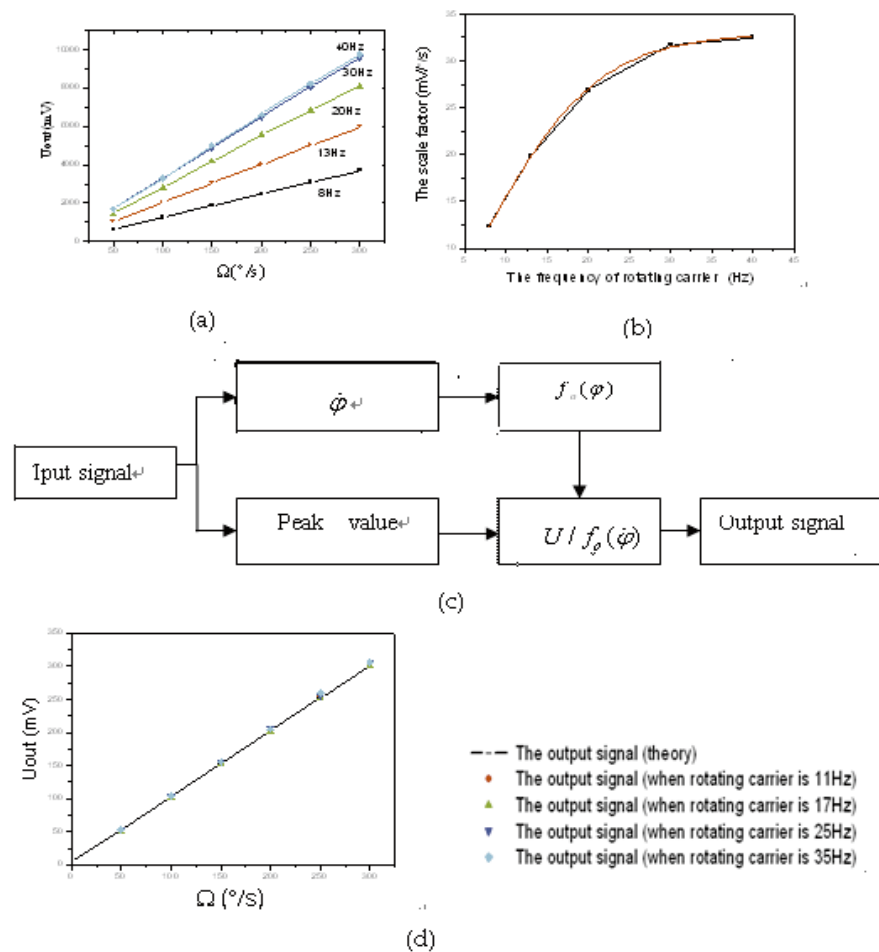 10000
8000
6000
4000
2000
0
Uout(mV)
40Hz
30Hz
20Hz
13Hz
8Hz
50 100 150 200 250 300
Ω(°/s)
(a)
35
30
25
20
15
10
The scale factor (mV/°/s)
5 10 15 20 25 30 35 40 45
The frequency of rotating carrier (Hz)
(b)
Iput signal↵
φ̇↵
Peak value↵
f (φ)
U / f (φ̇)
Output signal
(c)
350
300
250
200
150
100
50
0
Uout (mV)
50 100 150 200 250 300
Ω (°/s)
The output signal (theory)
The output signal (when rotating carrier is 11Hz)
The output signal (when rotating carrier is 17Hz)
The output signal (when rotating carrier is 25Hz)
The output signal (when rotating carrier is 35Hz)
(d)